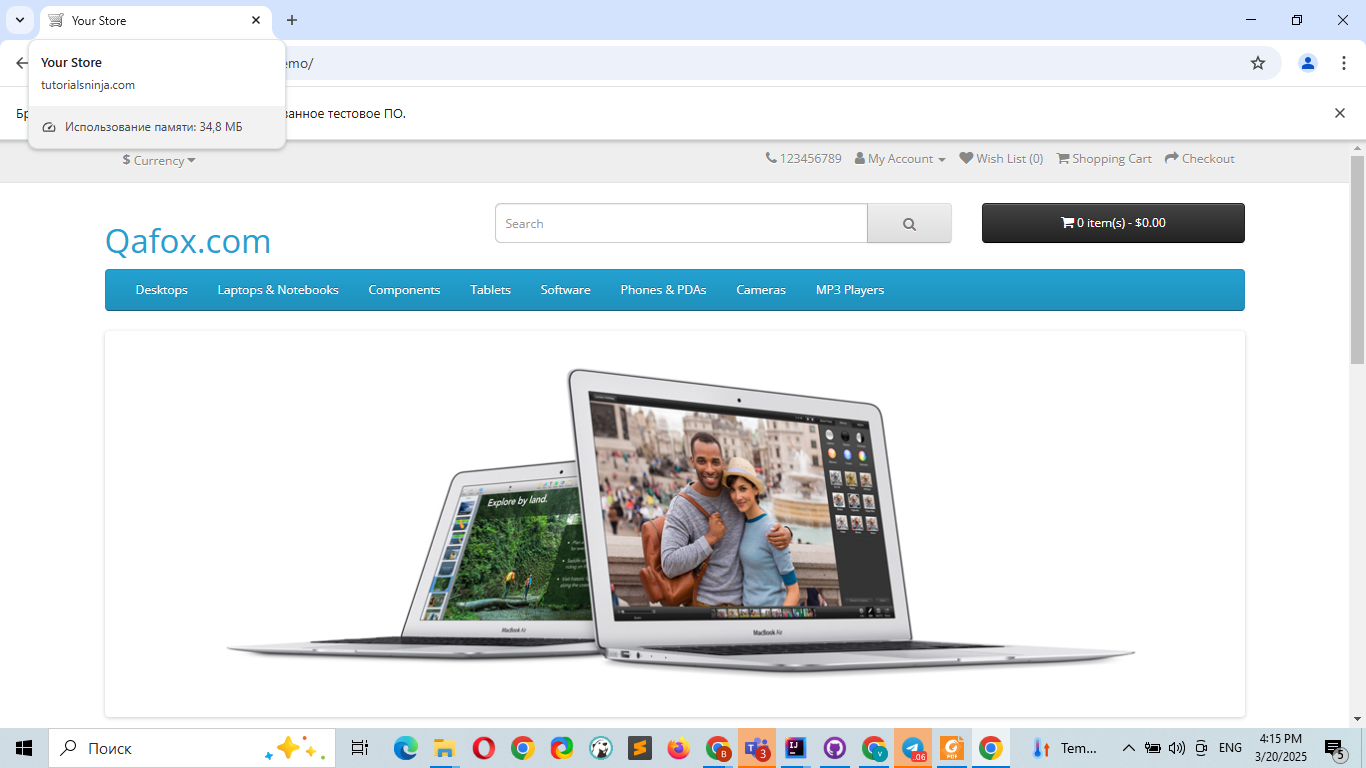 Your Store
Your Store
tutorialsninja.com
emo/
Использование памяти: 34,8 МБ
Бр
ванное тестовое ПО.
$ Currency
123456789
My Account
Wish List (0)
Shopping Cart
Checkout
Qafox.com
Search
0 item(s) - $0.00
Desktops
Laptops & Notebooks
Components
Tablets
Software
Phones & PDAs
Cameras
MP3 Players
Explore by land.
MacBook Air
MacBook Air
Поиск
B
3
V
.06
PDF
Tem...
ENG
4:15 PM
3/20/2025
5